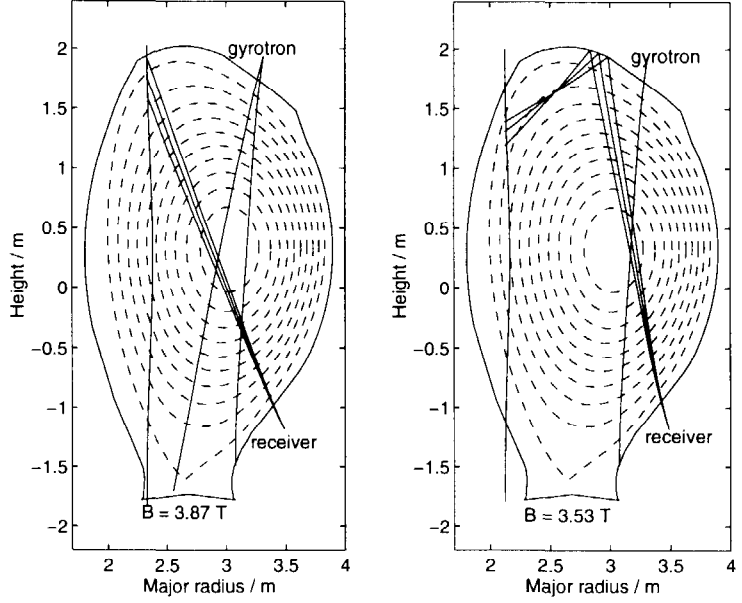 2
1.5
1
0.5
0
−0.5
−1
−1.5
−2
Height / m
gyrotron
receiver
B = 3.87 T
2
2.5
3
3.5
4
Major radius / m
2
1.5
1
0.5
0
−0.5
−1
−1.5
−2
Height / m
gyrotron
receiver
B = 3.53 T
2
2.5
3
3.5
4
Major radius / m